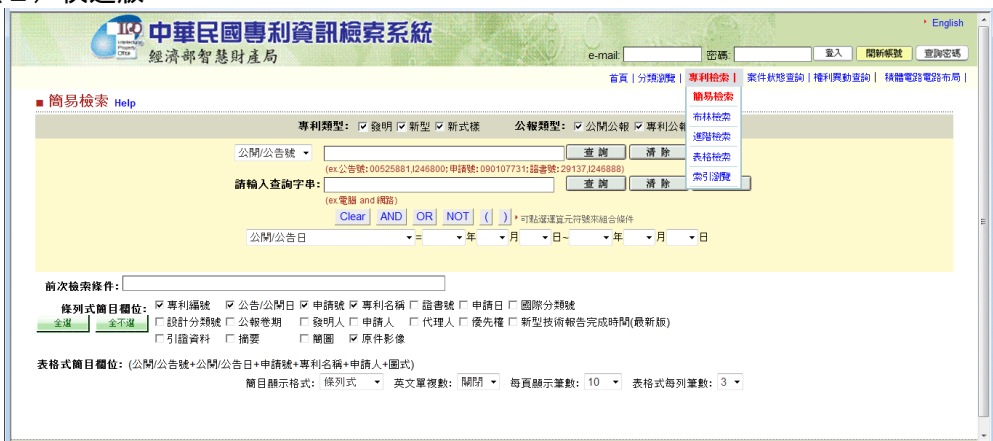 English
中華民國專利資訊檢索系統
經濟部智慧財產局
e-mail: 密碼: 登入 開新帳號 查詢密碼
首頁 | 分類瀏覽 | 專利檢索 | 案件狀態查詢 | 權利異動查詢 | 積體電路電路布局 |
簡易檢索
布林檢索
進階檢索
表格檢索
索引瀏覽
簡易檢索 Help
專利類型: 發明 新型 新式樣 公報類型: 公開公報 專利公報
公開/公告號 查 詢 清 除
(ex.公告號:00525881,I246800;申請號:090107731;證書號:29137,I246888)
請輸入查詢字串: 查 詢 清 除
(ex.電腦 and 網路)
Clear AND OR NOT ( ) 可點選運算元符號來組合條件
公開/公告日 = 年 月 日~ 年 月 日
前次檢索條件:
條列式簡目欄位: 專利編號 公告/公開日 申請號 專利名稱 證書號 申請日 國際分類號
全選 全不選 設計分類號 公報卷期 發明人 申請人 代理人 優先權 新型技術報告完成時間(最新版)
引證資料 摘要 簡圖 原件影像
表格式簡目欄位: (公開/公告號+公開/公告日+申請號+專利名稱+申請人+圖式)
簡目顯示格式: 條列式 英文單複數: 關閉 每頁顯示筆數: 10 表格式每列筆數: 3